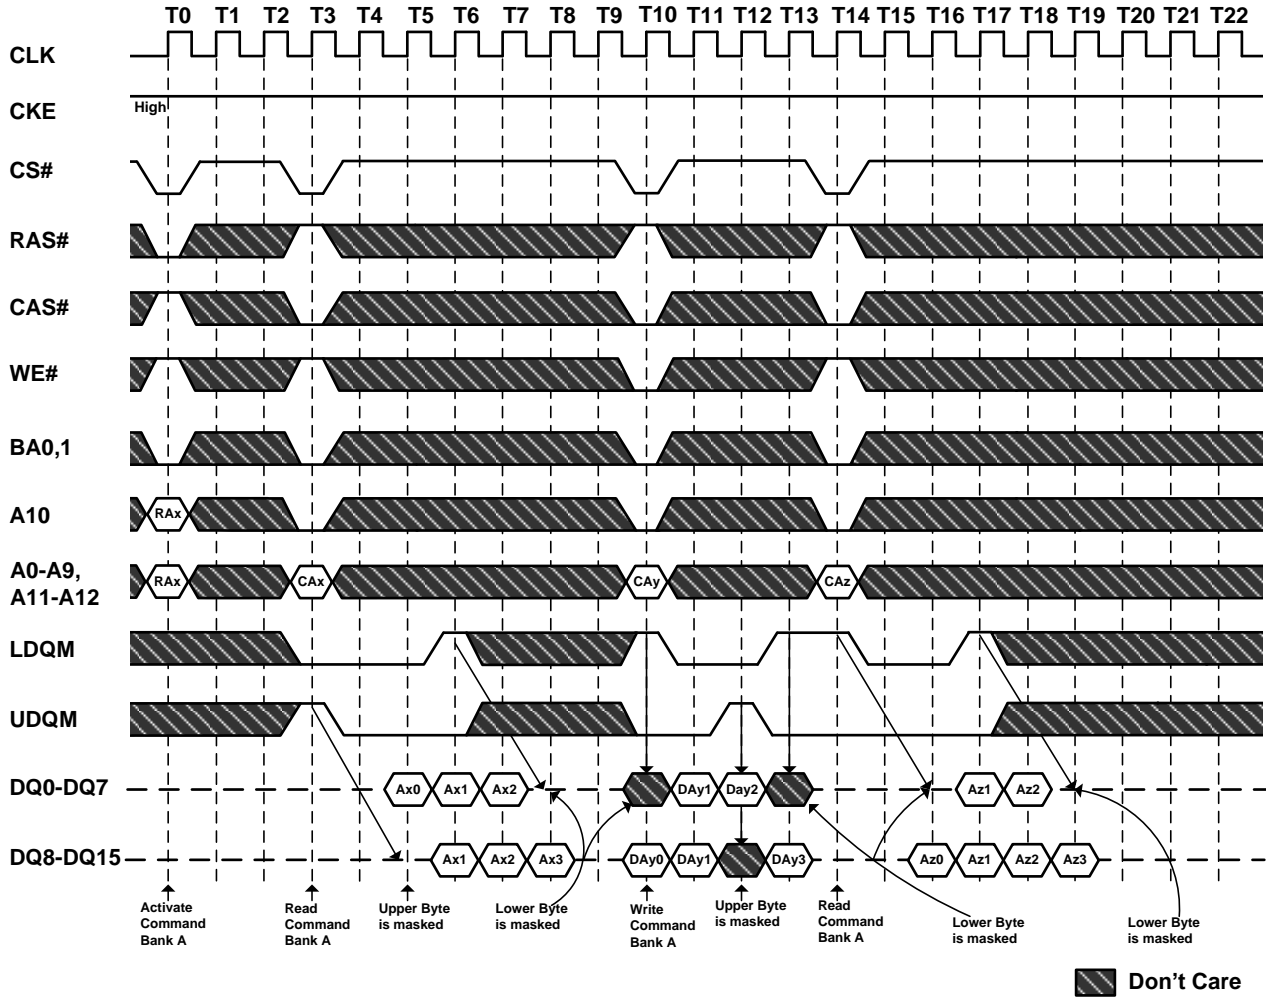 T0 T1 T2 T3 T4 T5 T6 T7 T8 T9 T10 T11 T12 T13 T14 T15 T16 T17 T18 T19 T20 T21 T22
CLK
CKE
High
CS#
RAS#
CAS#
WE#
BA0,1
A10
RAx
A0-A9,
A11-A12
RAx CAx CAy CAz
LDQM
UDQM
DQ0-DQ7
Ax0 Ax1 Ax2 DAy1 Day2 Az1 Az2
DQ8-DQ15
Ax1 Ax2 Ax3 DAy0 DAy1 DAy3 Az0 Az1 Az2 Az3
Activate
Command
Bank A
Read
Command
Bank A
Upper Byte
is masked
Lower Byte
is masked
Write
Command
Bank A
Upper Byte
is masked
Read
Command
Bank A
Lower Byte
is masked
Lower Byte
is masked
Don't Care